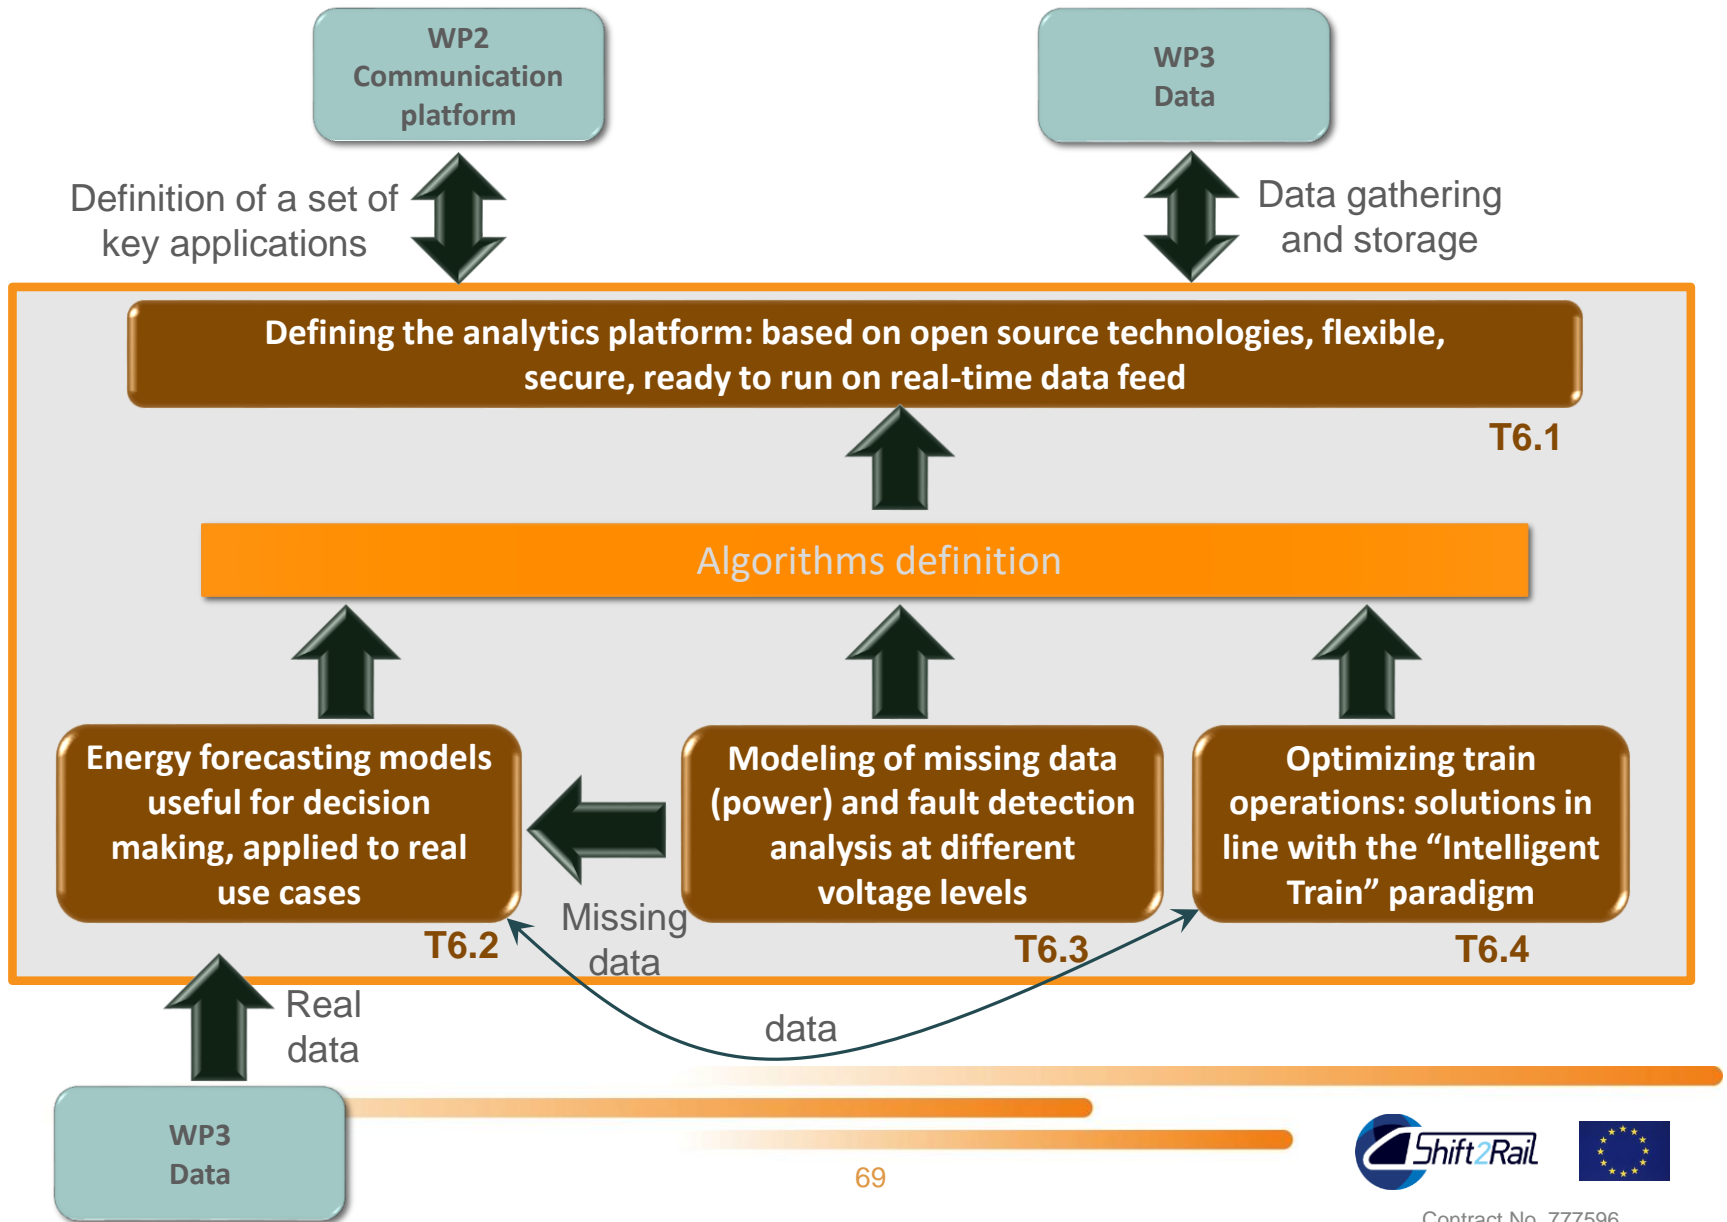 WP2
Communication
platform
WP3
Data
Definition of a set of
key applications
Data gathering
and storage
Defining the analytics platform: based on open source technologies, flexible,
secure, ready to run on real-time data feed
T6.1
Algorithms definition
Energy forecasting models
useful for decision
making, applied to real
use cases
T6.2
Missing
data
Modeling of missing data
(power) and fault detection
analysis at different
voltage levels
T6.3
Optimizing train
operations: solutions in
line with the “Intelligent
Train” paradigm
T6.4
Real
data
data
WP3
Data
69
Shift2Rail
Contract No. 777596